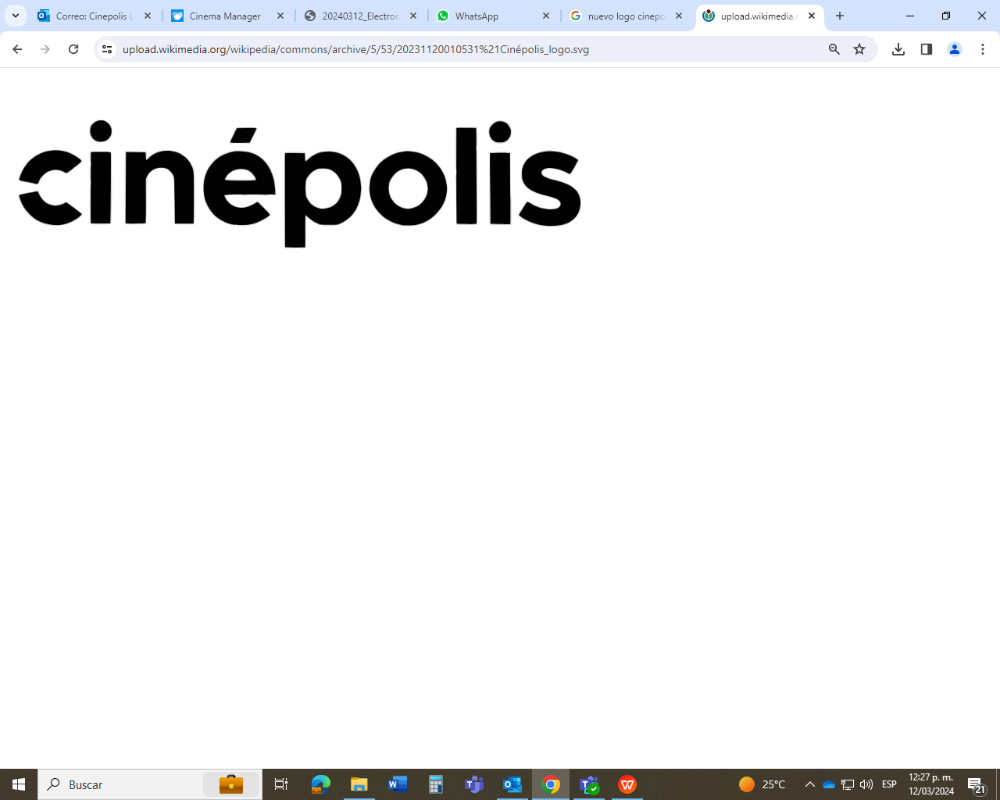 Correo: Cinepolis L
Cinema Manager
20240312_Electron
WhatsApp
nuevo logo cinepo
upload.wikimedia.o
upload.wikimedia.org/wikipedia/commons/archive/5/53/20231120010531%21Cinépolis_logo.svg
cinépolis
Buscar
25°C
ESP
12:27 p. m.
12/03/2024
21